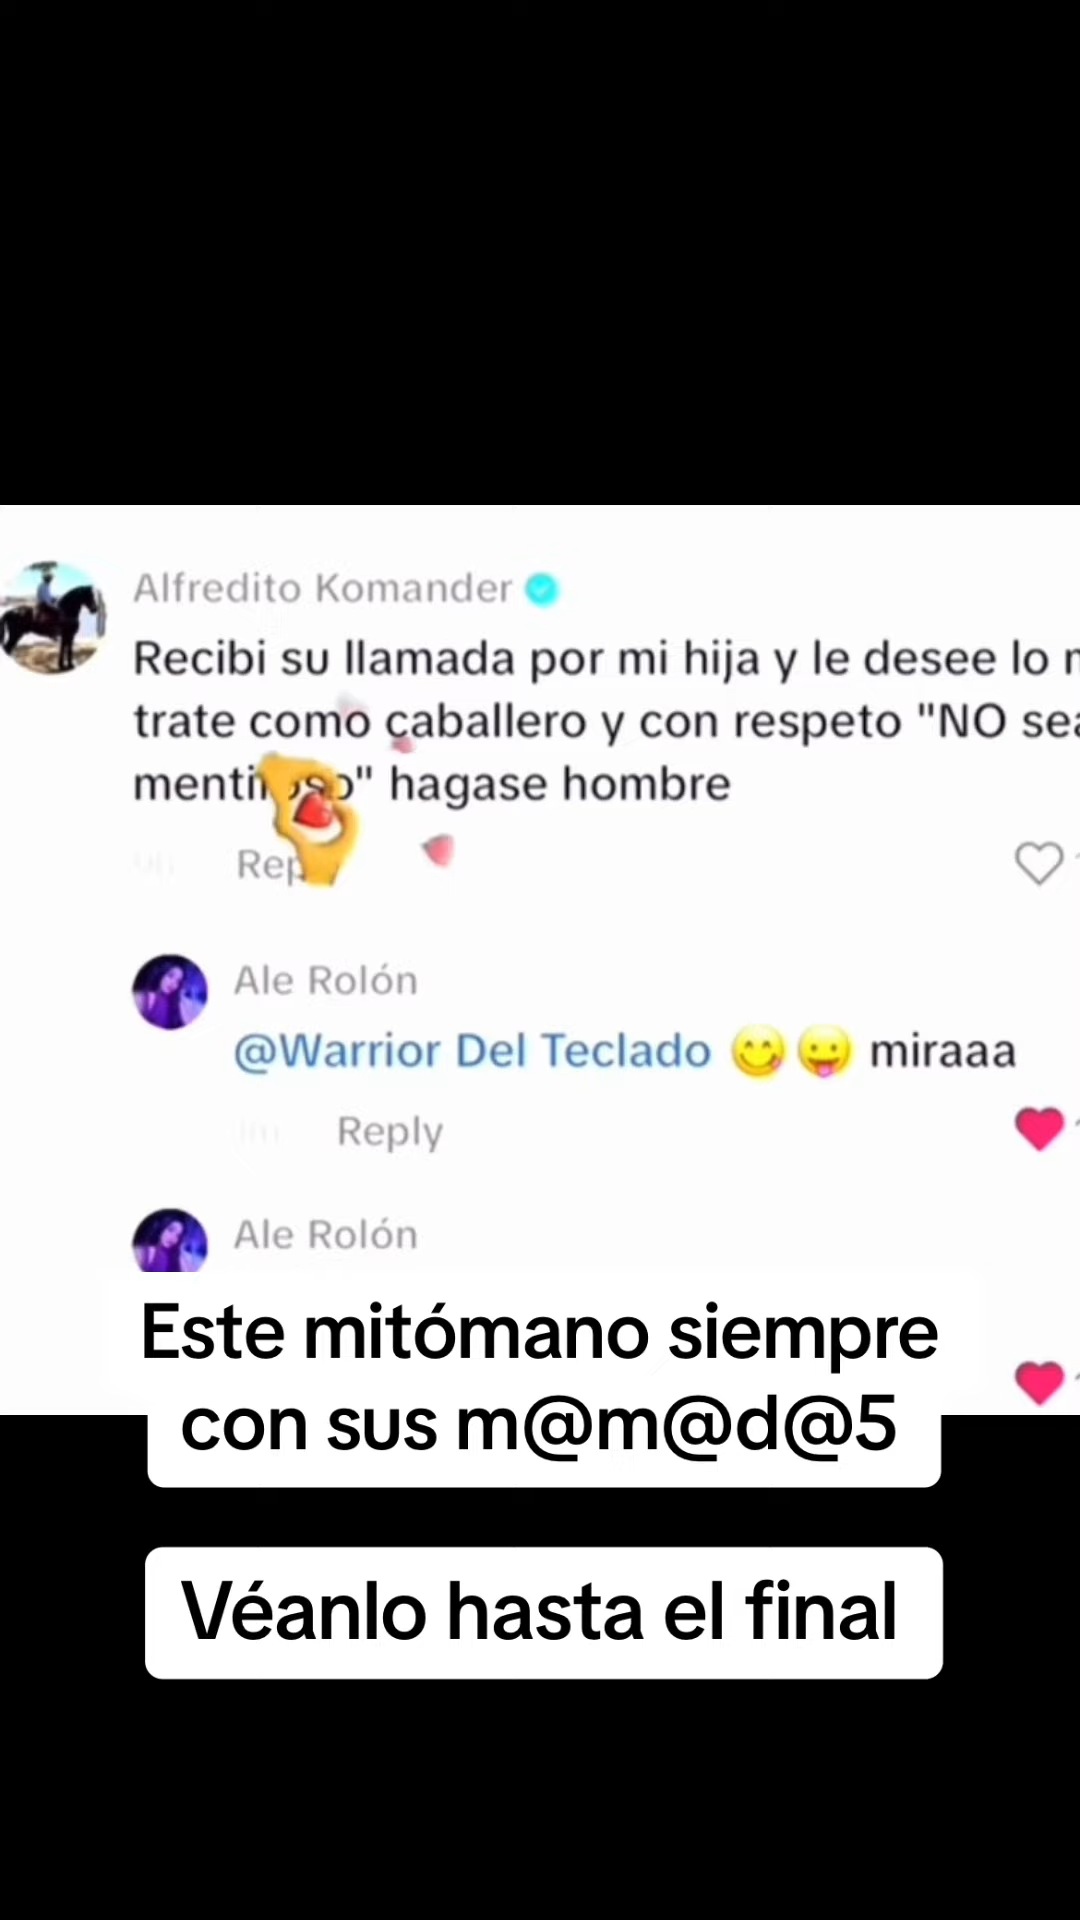 Alfredito Komander
Recibi su llamada por mi hija y le desee lo
trate como caballero y con respeto "NO
hagase hombre
Ale Rolón
@Warrior Del Teclado 😋😛 miraaa
Reply
Ale Rolón
Este mitómano siempre
con sus m@m@d@5
Véanlo hasta el final